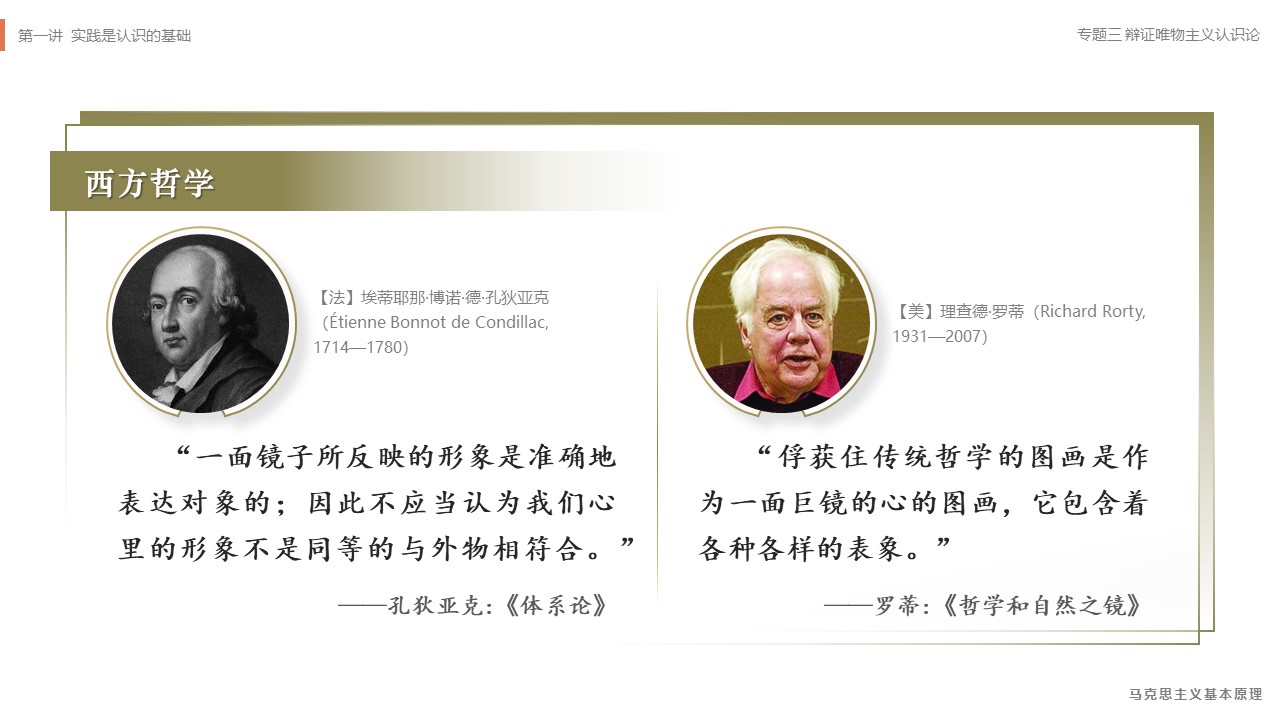 第一讲 实践是认识的基础
专题三 辩证唯物主义认识论
西方哲学
【法】埃蒂耶那·博诺·德·孔狄亚克
（Étienne Bonnot de Condillac,
1714—1780）
“一面镜子所反映的形象是准确地
表达对象的；因此不应当认为我们心
里的形象不是同等的与外物相符合。”
——孔狄亚克：《体系论》
【美】理查德·罗蒂（Richard Rorty,
1931—2007）
“俘获住传统哲学的图画是作
为一面巨镜的心的图画，它包含着
各种各样的表象。”
——罗蒂：《哲学和自然之镜》
马克思主义基本原理